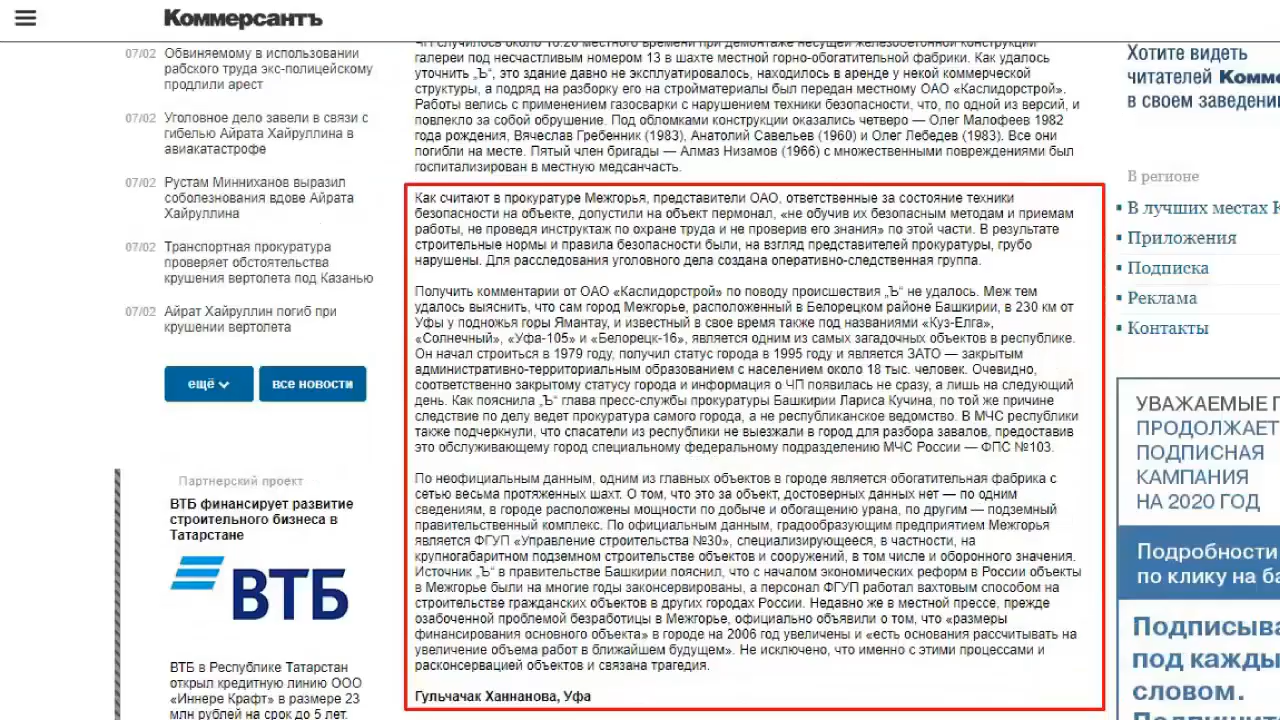 Коммерсантъ
07/02 Обвиняемому в использовании
рабского труда экс-полицейскому
продлили арест
07/02 Уголовное дело завели в связи с
гибелью Айрата Хайруллина в
авиакатастрофе
07/02 Рустам Минниханов выразил
соболезнования вдове Айрата
Хайруллина
07/02 Транспортная прокуратура
проверяет обстоятельства
крушения вертолета под Казанью
07/02 Айрат Хайруллин погиб при
крушении вертолета
ещё
все новости
Партнерский проект
ВТБ финансирует развитие
строительного бизнеса в
Татарстане
ВТБ
ВТБ в Республике Татарстан
открыл кредитную линию ООО
«Иннере Крафт» в размере 23
млн рублей на срок до 5 лет.
ЧП случилось около 16:20 местного времени при демонтаже несущей железобетонной конструкции
галереи под несчастливым номером 13 в шахте местной горно-обогатительной фабрики. Как удалось
уточнить „Ъ“, это здание давно не эксплуатировалось, находилось в аренде у некой коммерческой
структуры, а подряд на разборку его на стройматериалы был передан местному ОАО «Каслидорстрой».
Работы велись с применением газосварки с нарушением техники безопасности, что, по одной из версий, и
повлекло за собой обрушение. Под обломками конструкции оказались четверо — Олег Малофеев 1982
года рождения, Вячеслав Гребенник (1983), Анатолий Савельев (1960) и Олег Лебедев (1983). Все они
погибли на месте. Пятый член бригады — Алмаз Низамов (1966) с множественными повреждениями был
госпитализирован в местную медсанчасть.
Как считают в прокуратуре Межгорья, представители ОАО, ответственные за состояние техники
безопасности на объекте, допустили на объект пермонал, «не обучив их безопасным методам и приемам
работы, не проведя инструктаж по охране труда и не проверив его знания» по этой части. В результате
строительные нормы и правила безопасности были, на взгляд представителей прокуратуры, грубо
нарушены. Для расследования уголовного дела создана оперативно-следственная группа.
Получить комментарии от ОАО «Каслидорстрой» по поводу происшествия „Ъ“ не удалось. Меж тем
удалось выяснить, что сам город Межгорье, расположенный в Белорецком районе Башкирии, в 230 км от
Уфы у подножья горы Ямантау, и известный в свое время также под названиями «Куз-Елга»,
«Солнечный», «Уфа-105» и «Белорецк-16», является одним из самых загадочных объектов в республике.
Он начал строиться в 1979 году, получил статус города в 1995 году и является ЗАТО — закрытым
административно-территориальным образованием с населением около 18 тыс. человек. Очевидно,
соответственно закрытому статусу города и информация о ЧП появилась не сразу, а лишь на следующий
день. Как пояснила „Ъ“ глава пресс-службы прокуратуры Башкирии Лариса Кучина, по той же причине
следствие по делу ведет прокуратура самого города, а не республиканское ведомство. В МЧС республики
также подчеркнули, что спасатели из республики не выезжали в город для разбора завалов, предоставив
это обслуживающему город специальному федеральному подразделению МЧС России — ФПС №103.
По неофициальным данным, одним из главных объектов в городе является обогатительная фабрика с
сетью весьма протяженных шахт. О том, что это за объект, достоверных данных нет — по одним
сведениям, в городе расположены мощности по добыче и обогащению урана, по другим — подземный
правительственный комплекс. По официальным данным, градообразующим предприятием Межгорья
является ФГУП «Управление строительства №30», специализирующееся, в частности, на
крупногабаритном подземном строительстве объектов и сооружений, в том числе и оборонного значения.
Источник „Ъ“ в правительстве Башкирии пояснил, что с началом экономических реформ в России объекты
в Межгорье были на многие годы законсервированы, а персонал ФГУП работал вахтовым способом на
строительстве гражданских объектов в других городах России. Недавно же в местной прессе, прежде
озабоченной проблемой безработицы в Межгорье, официально объявили о том, что «размеры
финансирования основного объекта» в городе на 2006 год увеличены и «есть основания рассчитывать на
увеличение объема работ в ближайшем будущем». Не исключено, что именно с этими процессами и
расконсервацией объектов и связана трагедия.
Гульчачак Ханнанова, Уфа
Хотите видеть
читателей Комме
в своем заведени
В регионе
В лучших местах К
Приложения
Подписка
Реклама
Контакты
УВАЖАЕМЫЕ П
ПРОДОЛЖАЕТ
ПОДПИСНАЯ
КАМПАНИЯ
НА 2020 ГОД
Подробности
по клику на ба
Подписыва
под кажды
словом.
Подпишит